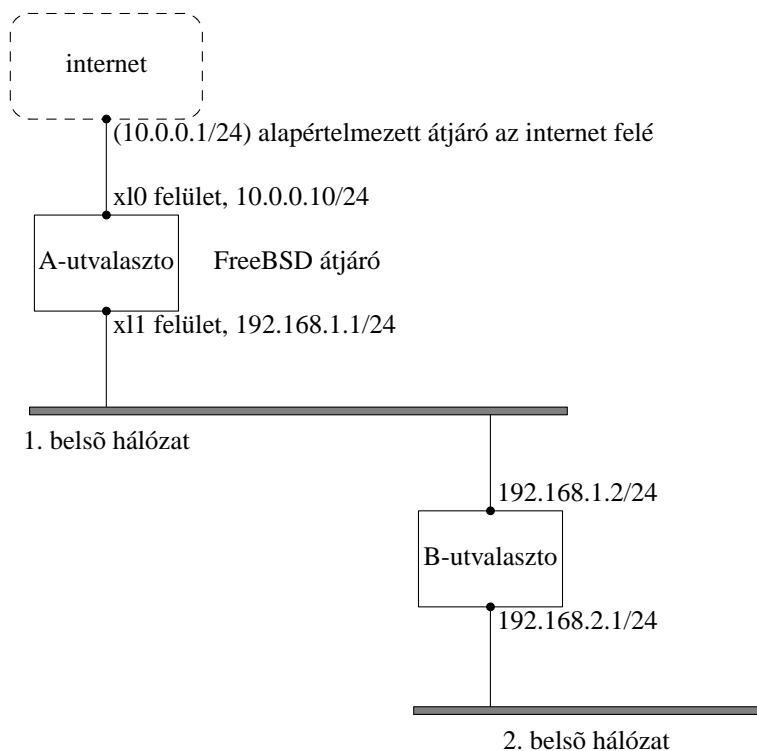 internet
(10.0.0.1/24) alapértelmezett átjáró az internet felé
xl0 felület, 10.0.0.10/24
A-utvalaszto
FreeBSD átjáró
xl1 felület, 192.168.1.1/24
1. belsõ hálózat
192.168.1.2/24
B-utvalaszto
192.168.2.1/24
2. belsõ hálózat